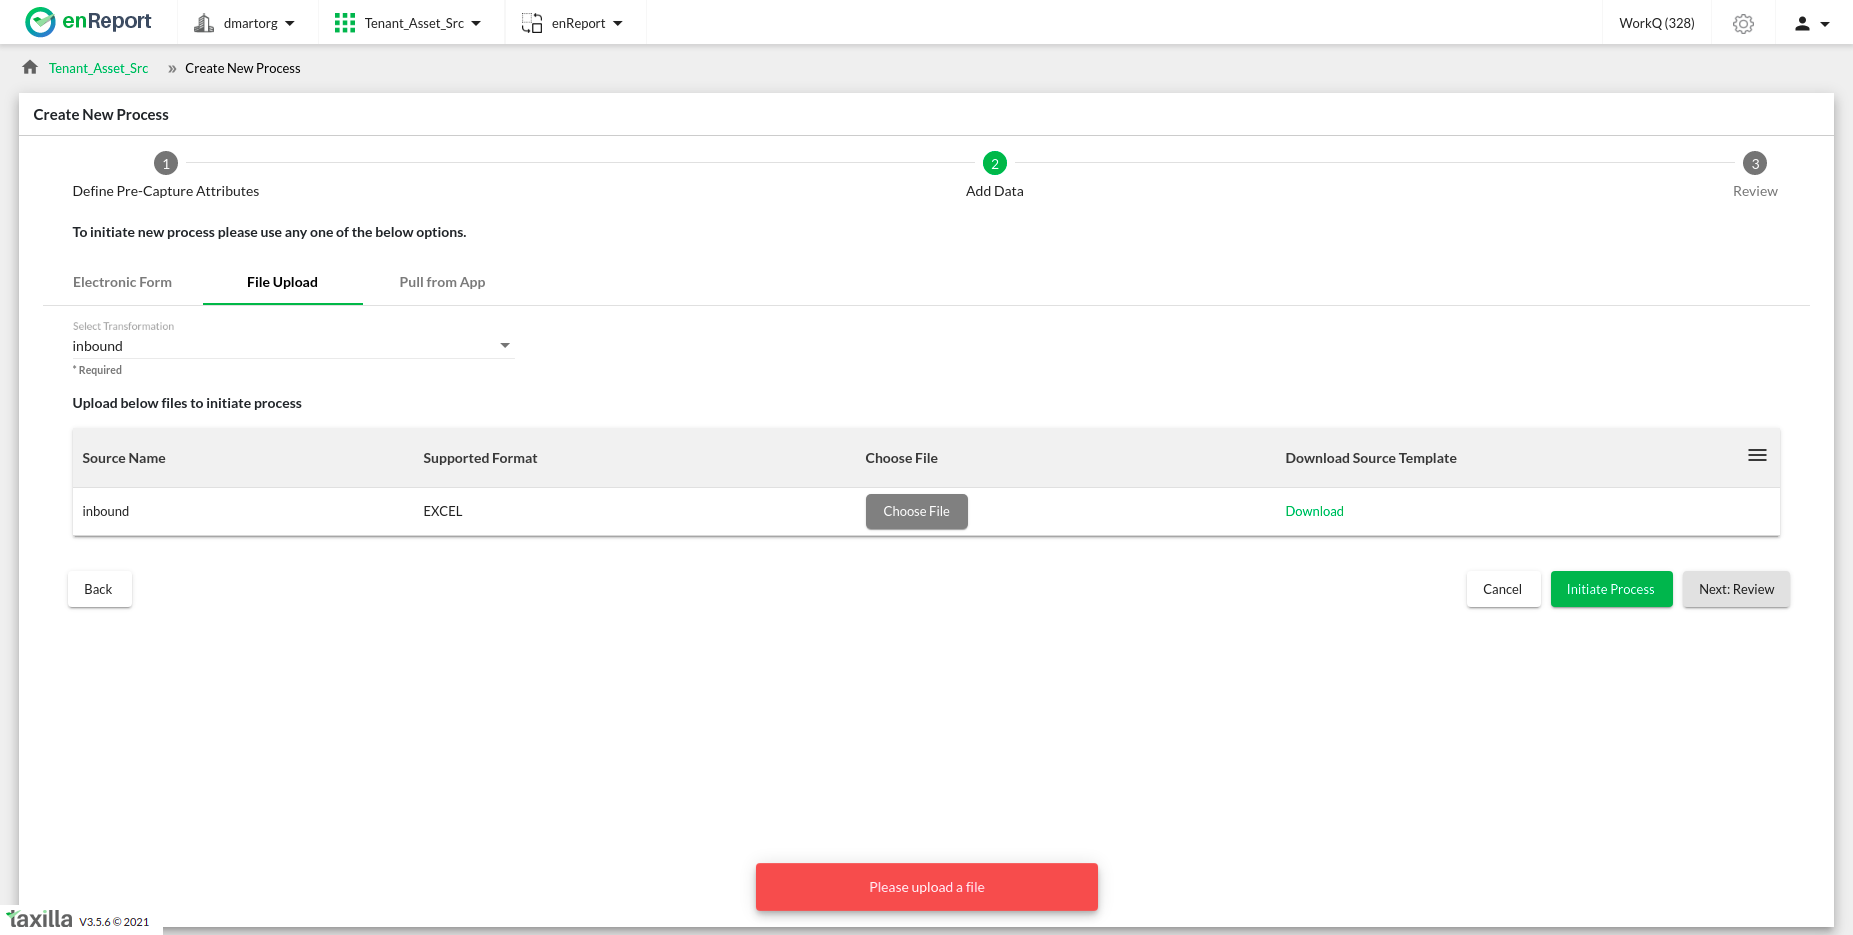 enReport
dmartorg
Tenant_Asset_Src
enReport
WorkQ (328)
Tenant_Asset_Src » Create New Process
Create New Process
1
2
3
Define Pre-Capture Attributes
Add Data
Review
To initiate new process please use any one of the below options.
Electronic Form
File Upload
Pull from App
Select Transformation
inbound
* Required
Upload below files to initiate process
Source Name
Supported Format
Choose File
Download Source Template
inbound
EXCEL
Choose File
Download
Back
Cancel
Initiate Process
Next: Review
Please upload a file
taxilla V3.5.6 © 2021